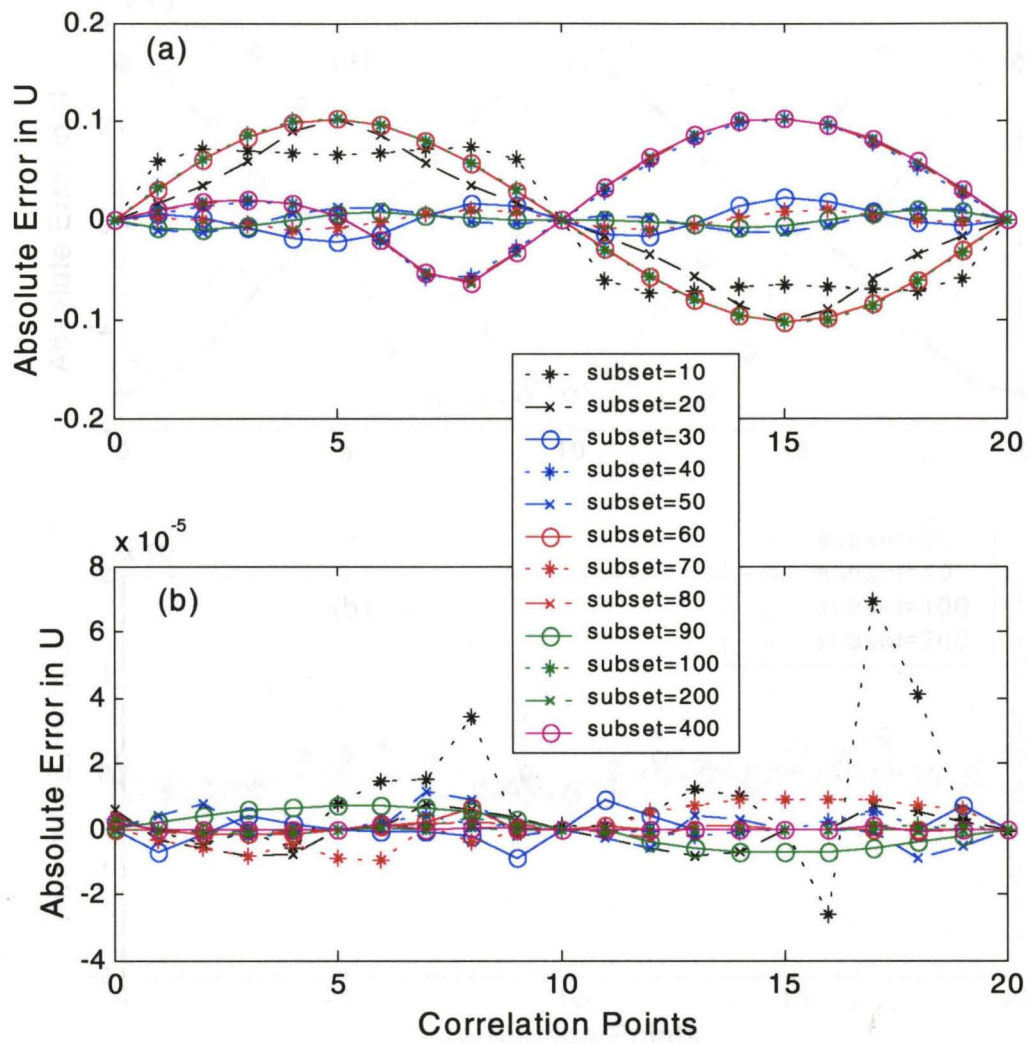 0.2
(a)
0.1
0
-0.1
-0.2
Absolute Error in U
0
5
15
20
subset=10
subset=20
subset=30
subset=40
subset=50
subset=60
subset=70
subset=80
subset=90
subset=100
subset=200
subset=400
x 10^-5
8
(b)
6
4
2
0
-2
-4
Absolute Error in U
0
5
10
15
20
Correlation Points